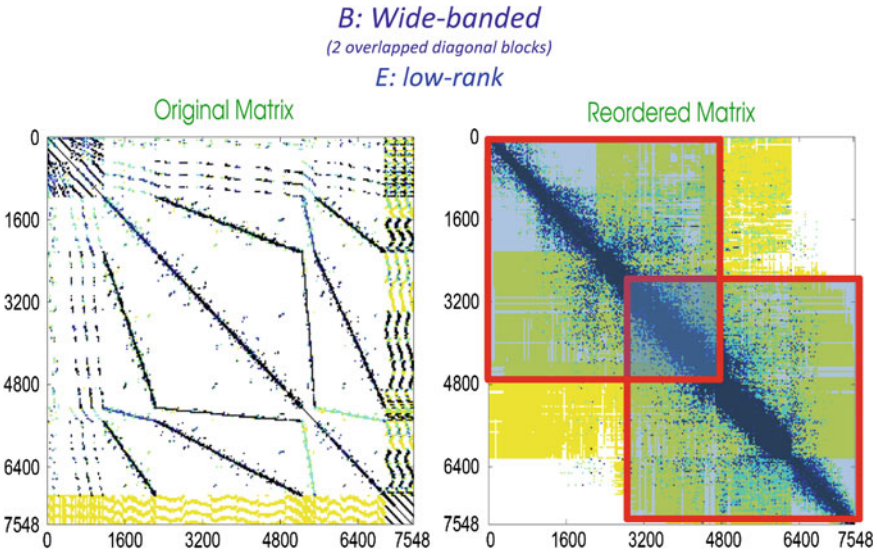 B: Wide-banded
(2 overlapped diagonal blocks)
E: low-rank
Original Matrix
Reordered Matrix
0
1600
3200
4800
6400
7548
0 1600 3200 4800 6400 7548
0
1600
3200
4800
6400
7548
0 1600 3200 4800 6400 7548